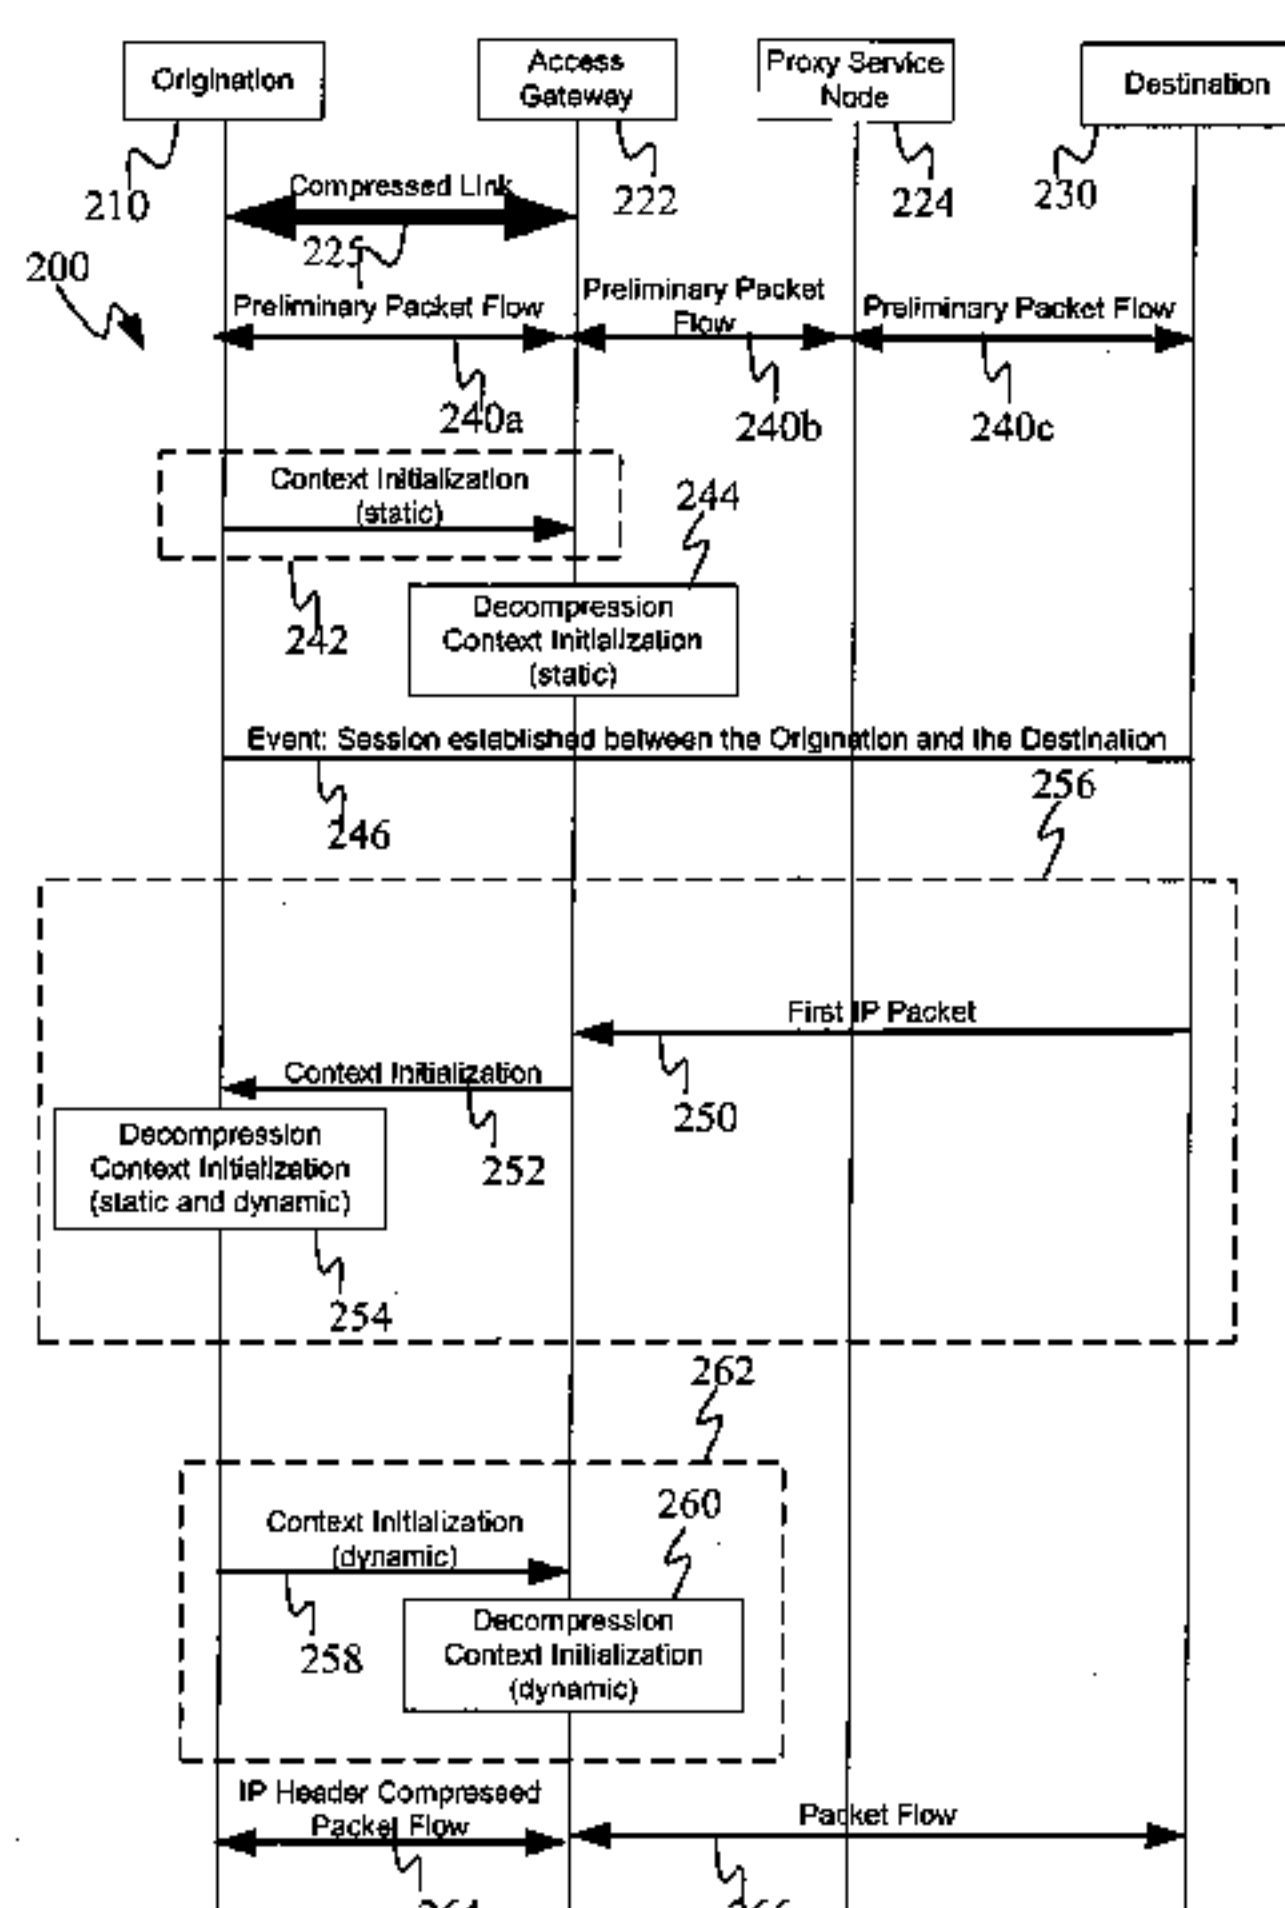 Origination
Access
Gateway
Proxy Service
Node
Destination
210
222
224
230
Compressed Link
225
200
Preliminary Packet Flow
Preliminary Packet
Flow
Preliminary Packet Flow
240a
240b
240c
Context Initialization
(static)
242
244
Decompression
Context Initialization
(static)
Event: Session established between the Origination and the Destination
246
256
First IP Packet
250
Context Initialization
252
Decompression
Context Initialization
(static and dynamic)
254
262
Context Initialization
(dynamic)
258
260
Decompression
Context Initialization
(dynamic)
IP Header Compressed
Packet Flow
Packet Flow